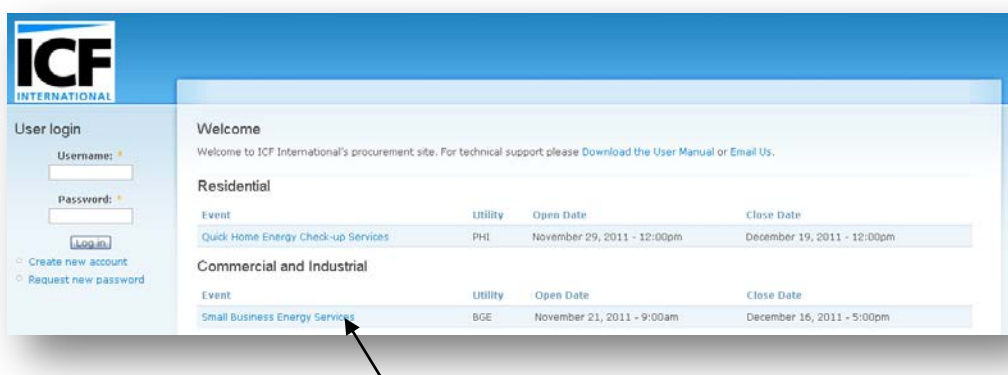 ICF
INTERNATIONAL
User login
Username: *
Password: *
Log in
Create new account
Request new password
Welcome
Welcome to ICF International's procurement site. For technical support please Download the User Manual or Email Us.
Residential
Event Utility Open Date Close Date
Quick Home Energy Check-up Services PHI November 29, 2011 - 12:00pm December 19, 2011 - 12:00pm
Commercial and Industrial
Event Utility Open Date Close Date
Small Business Energy Services BGE November 21, 2011 - 9:00am December 16, 2011 - 5:00pm